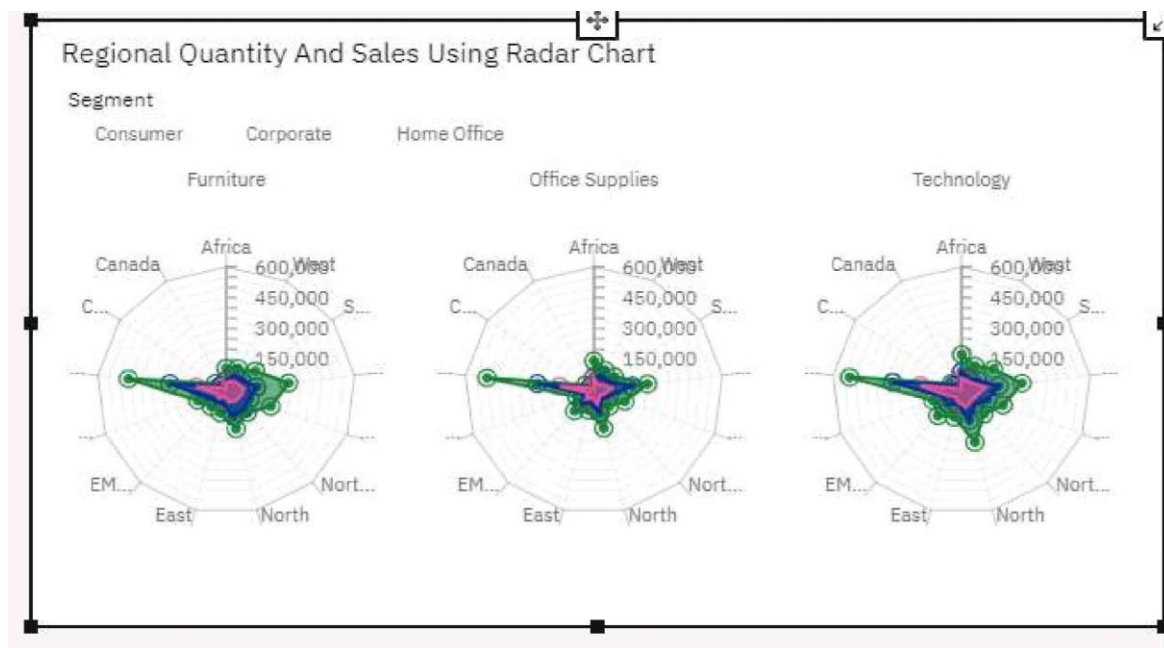 Regional Quantity And Sales Using Radar Chart
Segment
Consumer Corporate Home Office
Furniture Office Supplies Technology
Africa Africa Africa
Canada 600,000 West Canada 600,000 West Canada 600,000 West
C... 450,000 S... C... 450,000 S... C... 450,000 S...
300,000 300,000 300,000
150,000 150,000 150,000
EM... Nort... EM... Nort... EM... Nort...
East North East North East North